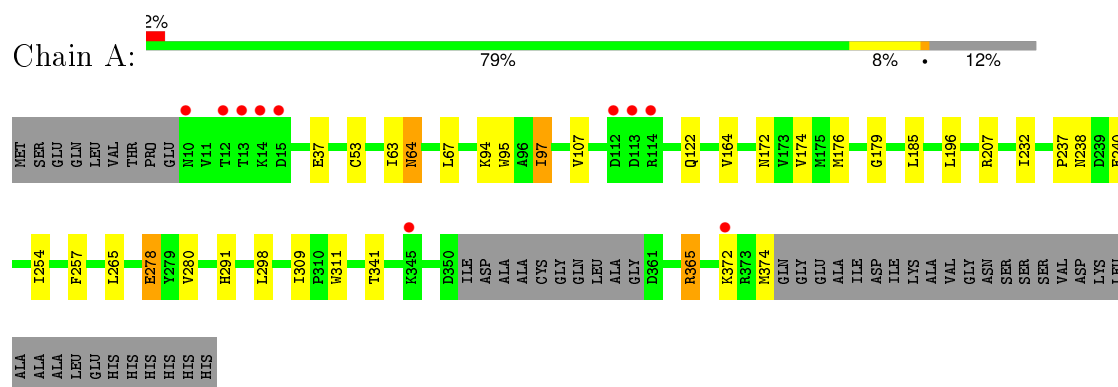 2%
Chain A:
79% 8% • 12%
MET SER GLU GLN LEU VAL THR PRO GLU N10 V11 T12 T13 K14 D15 E37 C53 I63 N64 L67 K94 W95 A96 I97 V107 D112 D113 R114 Q122 V164 N172 V173 V174 M175 M176 G179 L185 L196 R207 I232 P237 N238 D239
I254 F257 L265 E278 Y279 V280 H291 L298 I309 P310 W311 T341 K345 D350 ILE ASP ALA ALA CYS GLY GLN LEU ALA GLY D361 R365 K372 R373 M374 GLN GLY GLU ALA ILE ASP ILE LYS ALA VAL GLY ASN SER SER SER VAL ASP LYS LEU
ALA ALA ALA LEU GLU HIS HIS HIS HIS HIS HIS